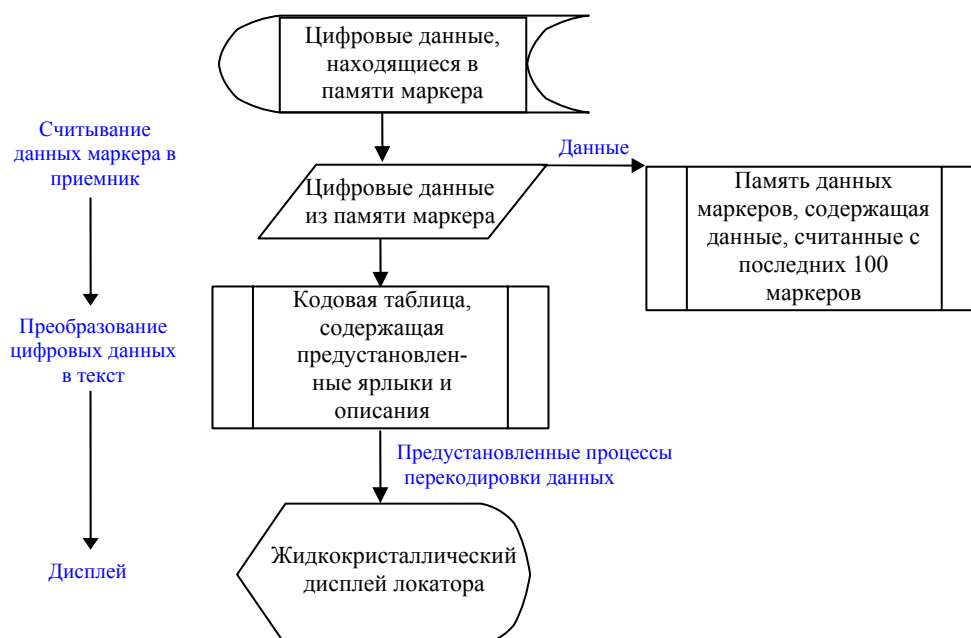 Цифровые данные,
находящиеся в
памяти маркера
Считывание
данных маркера в
приемник
Данные
Цифровые данные
из памяти маркера
Память данных
маркеров, содержащая
данные, считанные с
последних 100
маркеров
Кодовая таблица,
содержащая
предустановлен-
ные ярлыки и
описания
Преобразование
цифровых данных
в текст
Предустановленные процессы
перекодировки данных
Жидкокристаллический
дисплей локатора
Дисплей